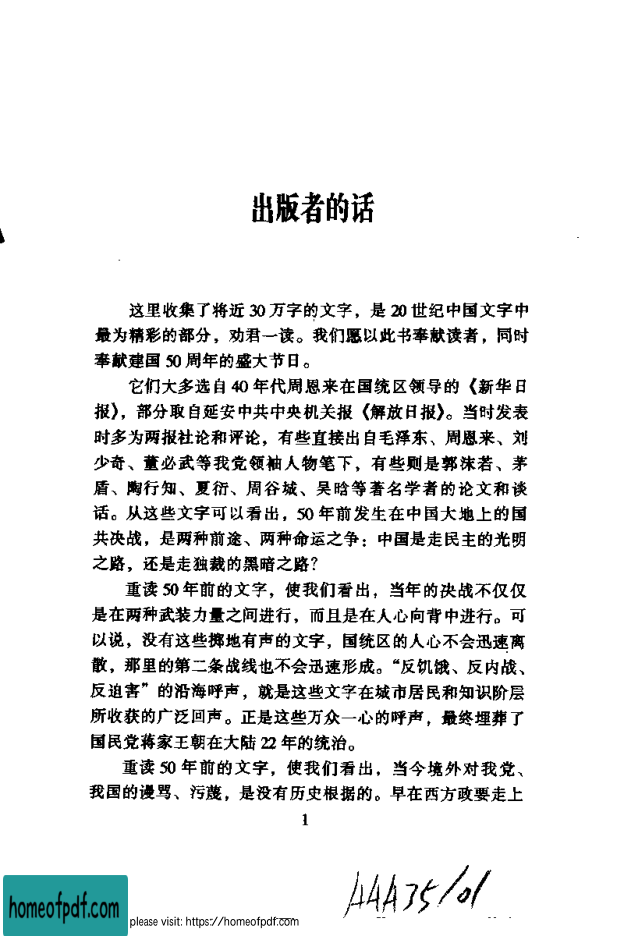 出版者的话
这里收集了将近 30 万字的文字，是 20 世纪中国文字中
最为精彩的部分，劝君一读。我们愿以此书奉献读者，同时
奉献建国 50 周年的盛大节日。
它们大多选自 40 年代周恩来在国统区领导的《新华日
报》，部分取自延安中共中央机关报《解放日报》。当时发表
时多为两报社论和评论，有些直接出自毛泽东、周恩来、刘
少奇、董必武等我党领袖人物笔下，有些则是郭沫若、茅
盾、陶行知、夏衍、周谷城、吴晗等著名学者的论文和谈
话。从这些文字可以看出，50 年前发生在中国大地上的国
共决战，是两种前途、两种命运之争：中国是走民主的光明
之路，还是走独裁的黑暗之路？
重读 50 年前的文字，使我们看出，当年的决战不仅仅
是在两种武装力量之间进行，而且是在人心向背中进行。可
以说，没有这些掷地有声的文字，国统区的人心不会迅速离
散，那里的第二条战线也不会迅速形成。“反饥饿、反内战、
反迫害”的沿海呼声，就是这些文字在城市居民和知识阶层
所收获的广泛回声。正是这些万众一心的呼声，最终埋葬了
国民党蒋家王朝在大陆 22 年的统治。
重读 50 年前的文字，使我们看出，当今境外对我党、
我国的谩骂、污蔑，是没有历史根据的。早在西方政要走上
1
AAA35/01
homeofpdf.com
please visit: https://homeofpdf.com